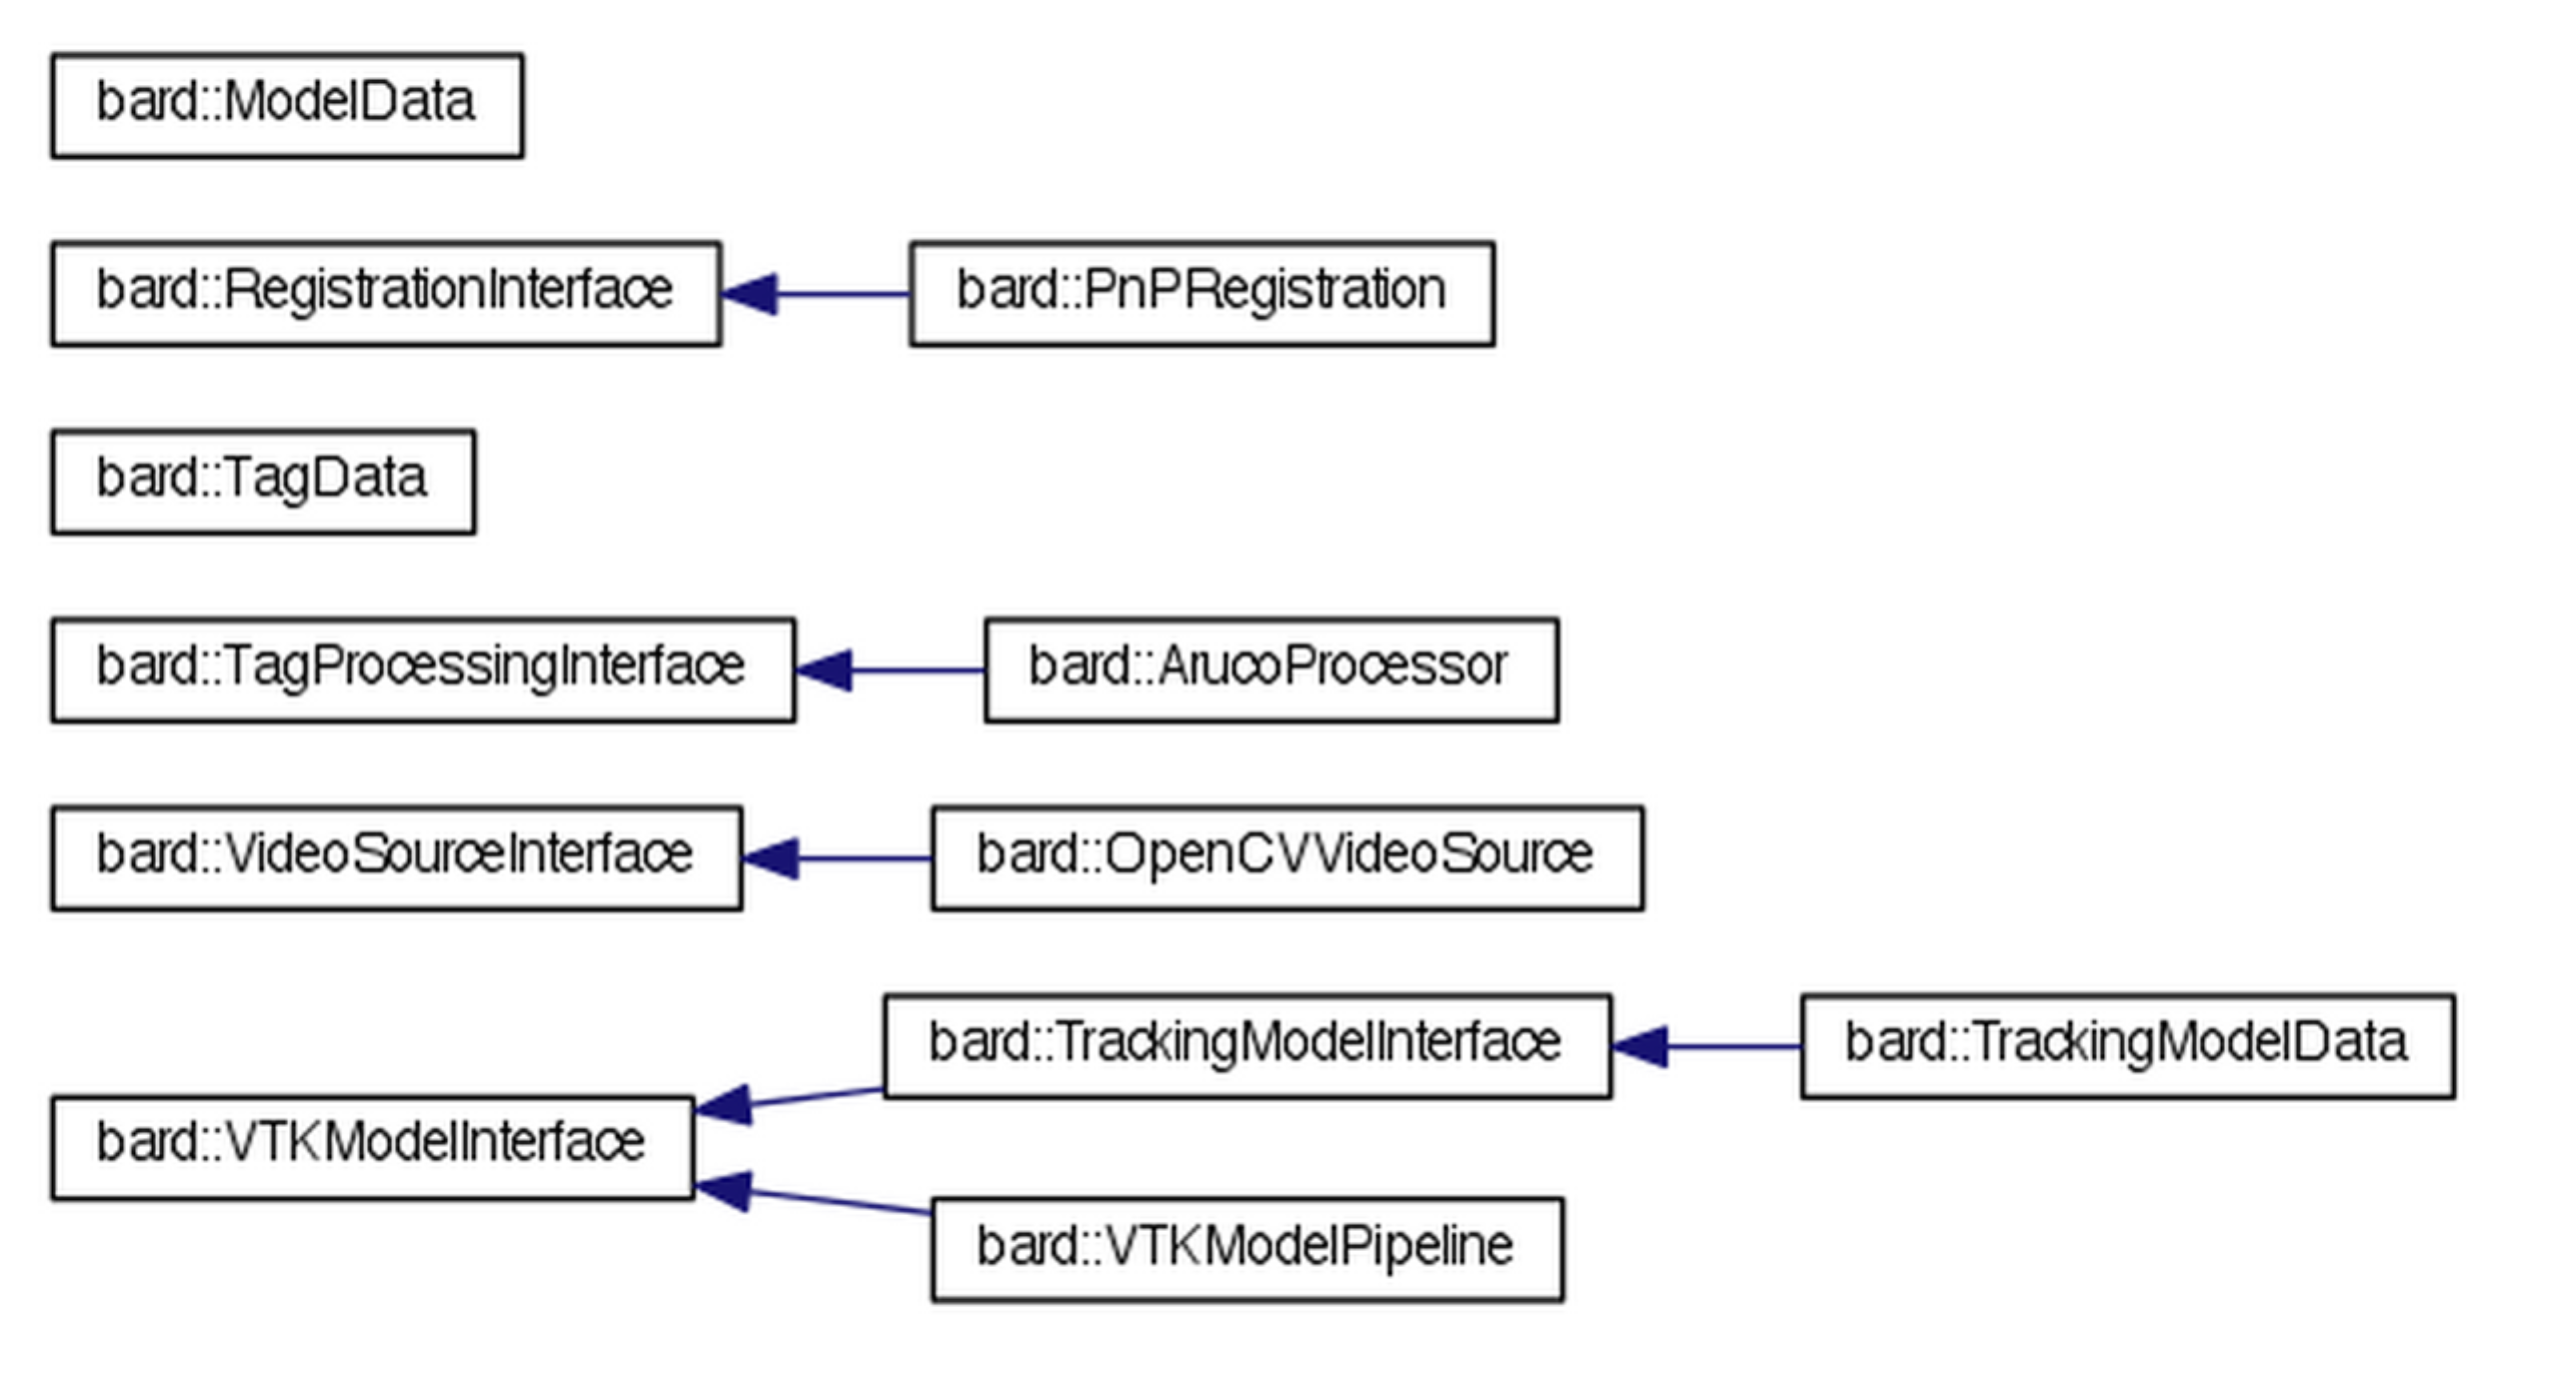 bard::ModelData
bard::RegistrationInterface
bard::PnPRegistration
bard::TagData
bard::TagProcessingInterface
bard::ArucoProcessor
bard::VideoSourceInterface
bard::OpenCVVideoSource
bard::TrackingModelInterface
bard::TrackingModelData
bard::VTKModelInterface
bard::VTKModelPipeline